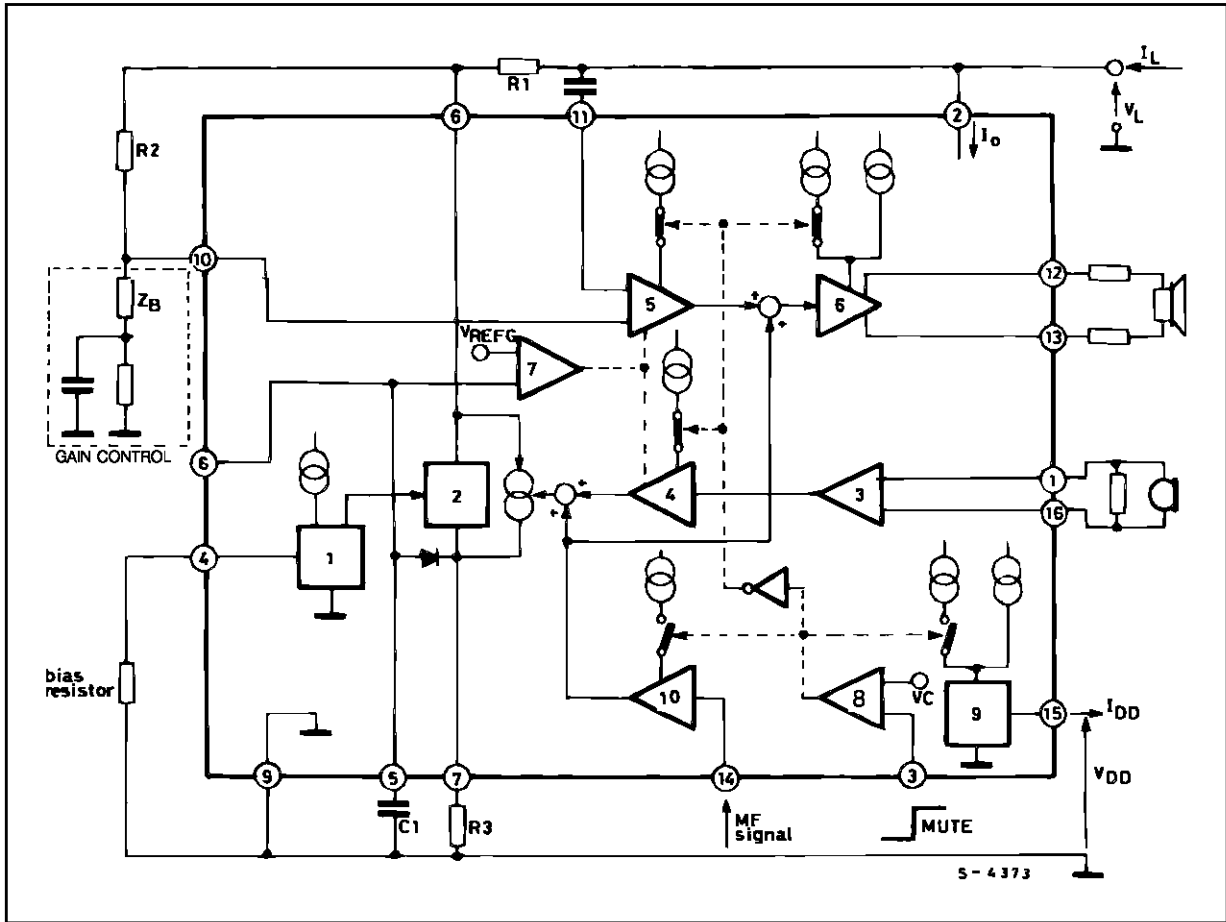 I_L
R1
6
11
2
I_o
V_L
R2
10
Z_B
5
+
+
6
12
13
V_REFG
7
GAIN CONTROL
6
1
2
+
+
4
3
1
16
4
bias
resistor
10
8
VC
9
15
I_DD
9
5
7
14
3
V_DD
C1
R3
MF
signal
MUTE
S-4373